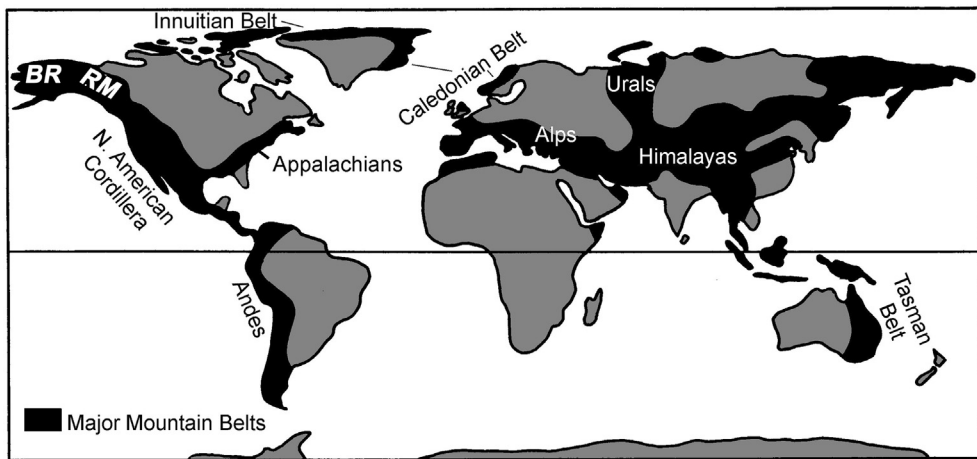 Innuitian Belt
BR RM
Caledonian Belt
Urals
Alps
Himalayas
Appalachians
N. American
Cordillera
Andes
Tasman
Belt
Major Mountain Belts